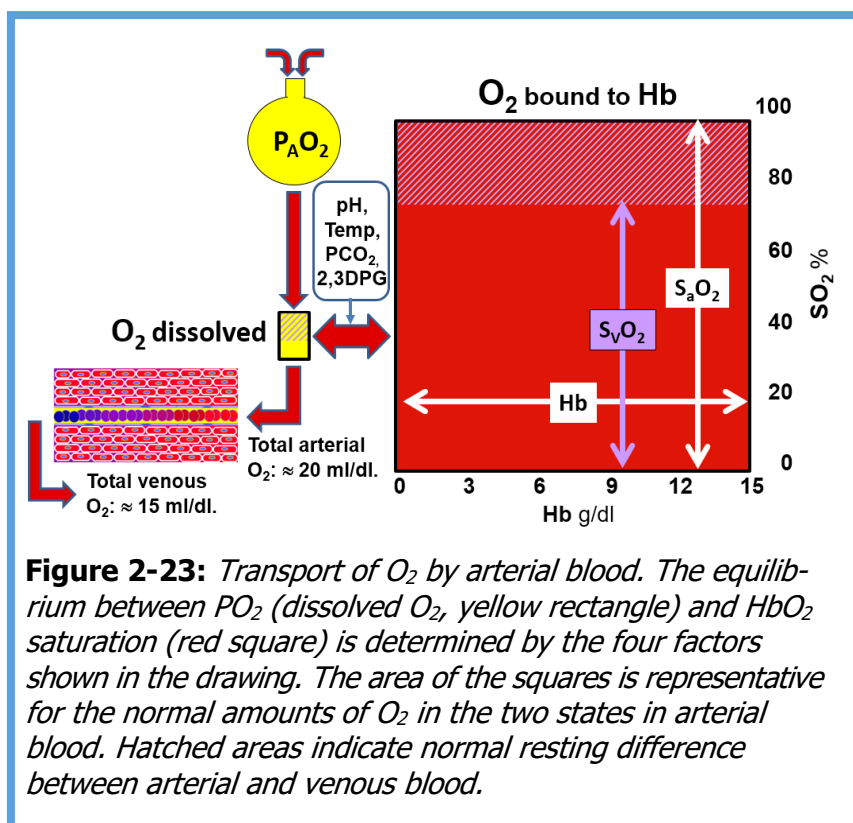 O₂ bound to Hb
100
80
60
40
20
0
SO₂ %
PAO₂
pH,
Temp,
PCO₂,
2,3DPG
O₂ dissolved
SaO₂
SVO₂
Hb
Total arterial
O₂: ≈ 20 ml/dl.
Total venous
O₂: ≈ 15 ml/dl.
0 3 6 9 12 15
Hb g/dl
Figure 2-23: Transport of O₂ by arterial blood. The equilib-
rium between PO₂ (dissolved O₂, yellow rectangle) and HbO₂
saturation (red square) is determined by the four factors
shown in the drawing. The area of the squares is representative
for the normal amounts of O₂ in the two states in arterial
blood. Hatched areas indicate normal resting difference
between arterial and venous blood.